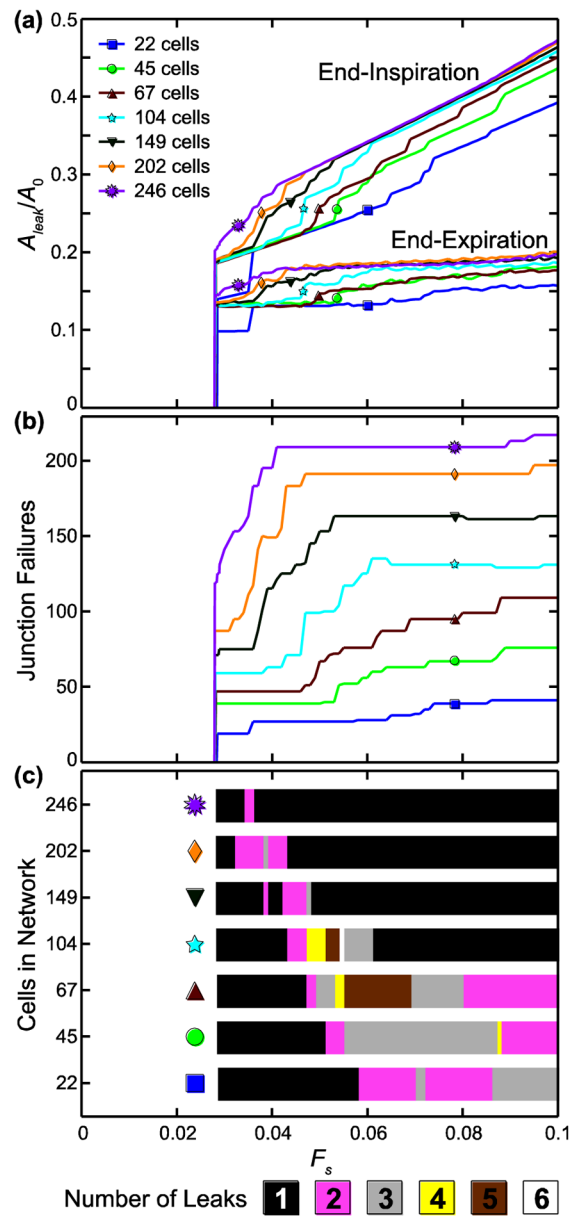 (a)
0.5
0.4
0.3
0.2
0.1
0
A_leak/A_0
22 cells
45 cells
67 cells
104 cells
149 cells
202 cells
246 cells
End-Inspiration
End-Expiration
(b)
200
150
100
50
0
Junction Failures
(c)
246
202
149
104
67
45
22
Cells in Network
0
0.02
0.04
0.06
0.08
0.1
F_s
Number of Leaks 1 2 3 4 5 6